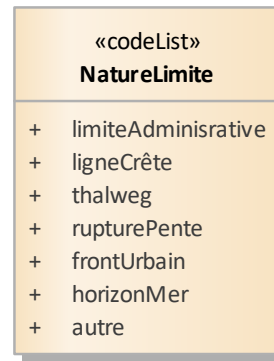 «codeList»
NatureLimite
+ limiteAdminisrative
+ ligneCrête
+ thalweg
+ rupturePente
+ frontUrbain
+ horizonMer
+ autre